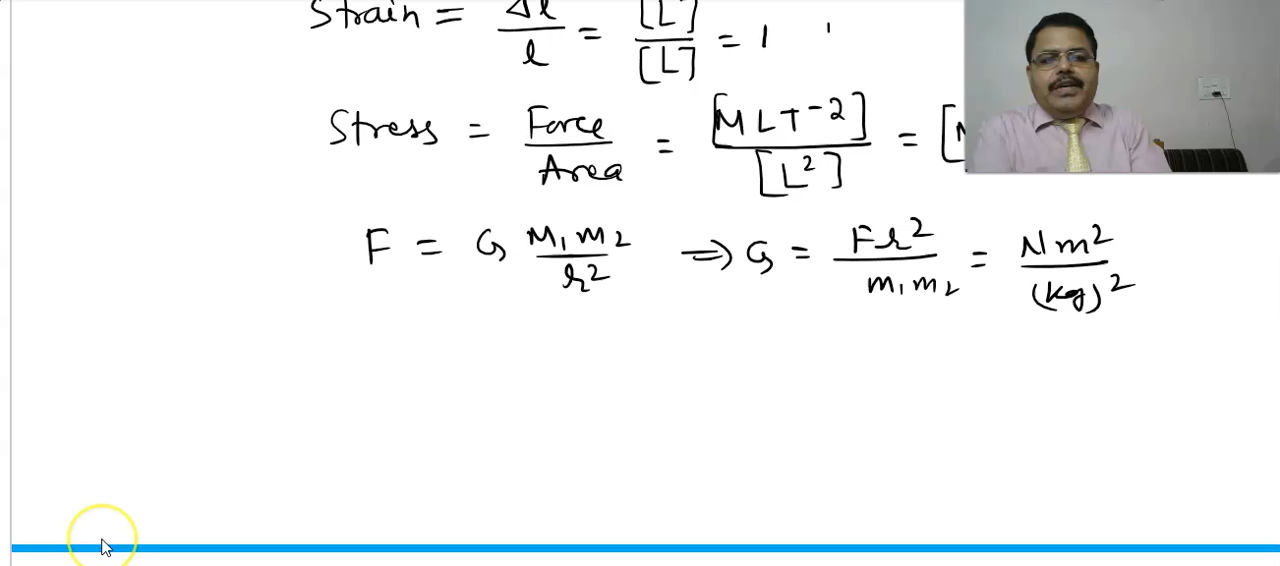 Strain = Δl/l = [L]/[L] = 1
Stress = Force/Area = [MLT⁻²]/[L²] = [M
F = G M₁m₂/r² ⇒ G = Fr²/m₁m₂ = Nm²/(kg)²